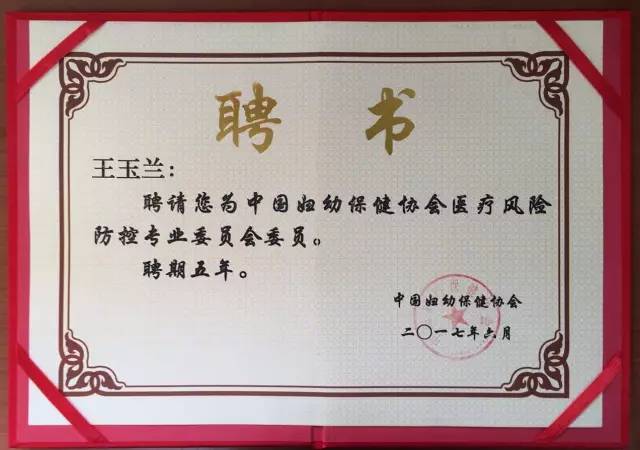 聘 书
王玉兰:
聘请您为中国妇幼保健协会医疗风险
防控专业委员会委员。
聘期五年。
中国妇幼保健协会
二〇一七年六月